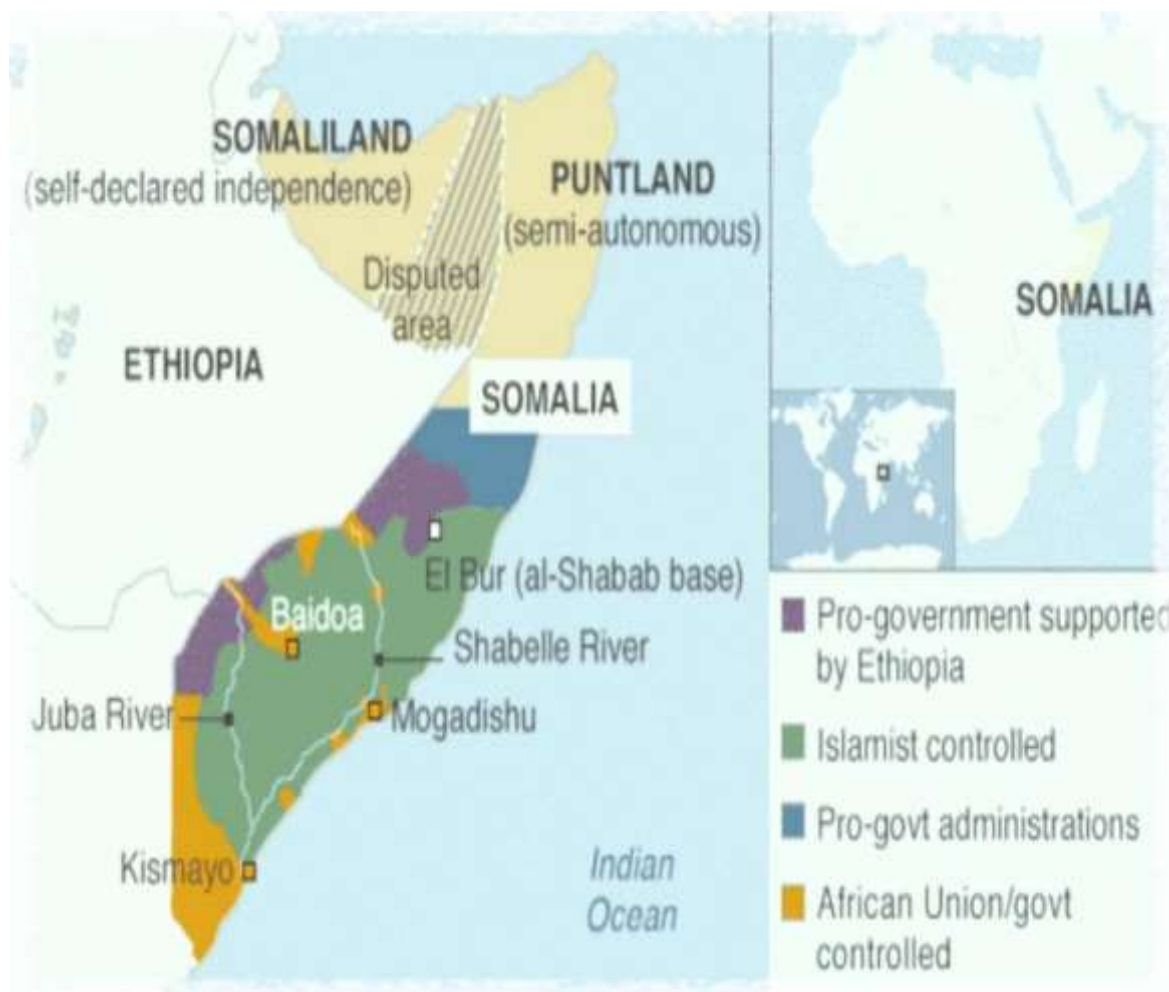 SOMALILAND
(self-declared independence)
PUNTLAND
(semi-autonomous)
Disputed
area
ETHIOPIA
SOMALIA
SOMALIA
El Bur (al-Shabab base)
Baidoa
Shabelle River
Juba River
Mogadishu
Kismayo
Indian
Ocean
Pro-government supported
by Ethiopia
Islamist controlled
Pro-govt administrations
African Union/govt
controlled